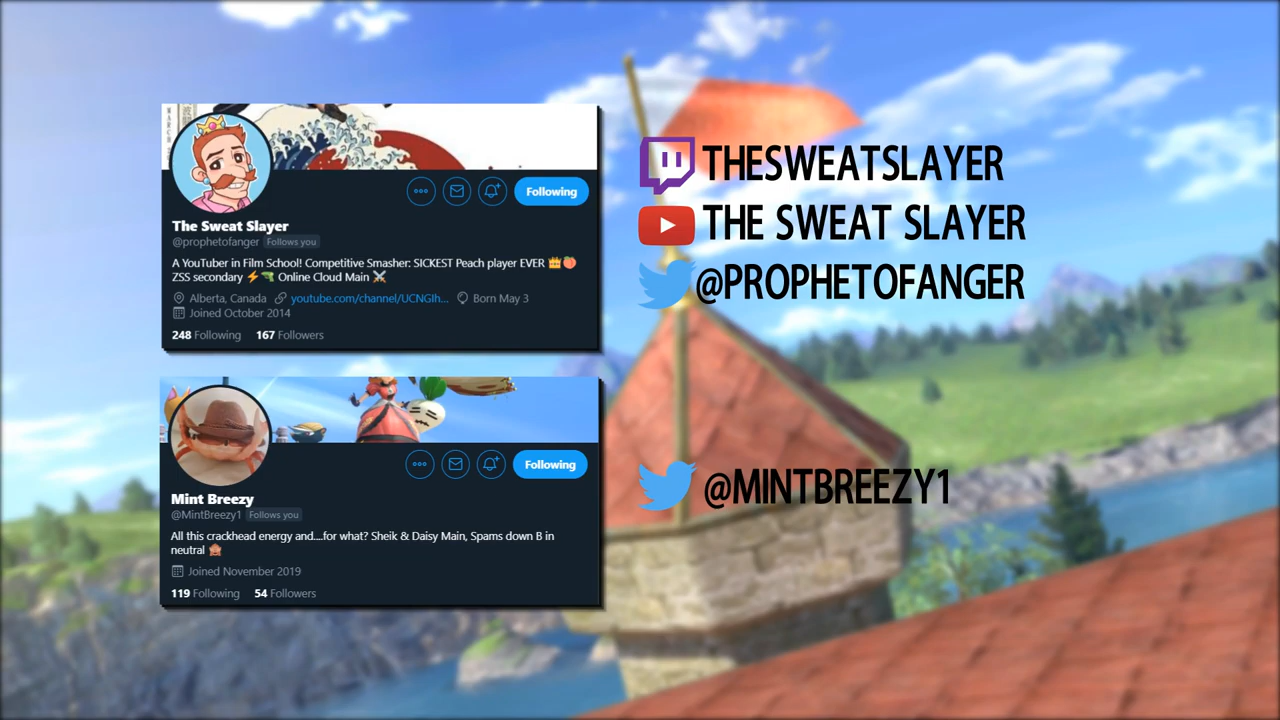 The Sweat Slayer
@prophetofanger Follows you
Following
A YouTuber in Film School! Competitive Smasher: SICKEST Peach player EVER 👑🍑
ZSS secondary ⚡🔫 Online Cloud Main ⚔
Alberta, Canada youtube.com/channel/UCNGIh... Born May 3
Joined October 2014
248 Following 167 Followers
THESWEATSLAYER
THE SWEAT SLAYER
@PROPHETOFANGER
Following
Mint Breezy
@MintBreezy1 Follows you
All this crackhead energy and....for what? Sheik & Daisy Main, Spams down B in
neutral 🙈
Joined November 2019
119 Following 54 Followers
@MINTBREEZY1